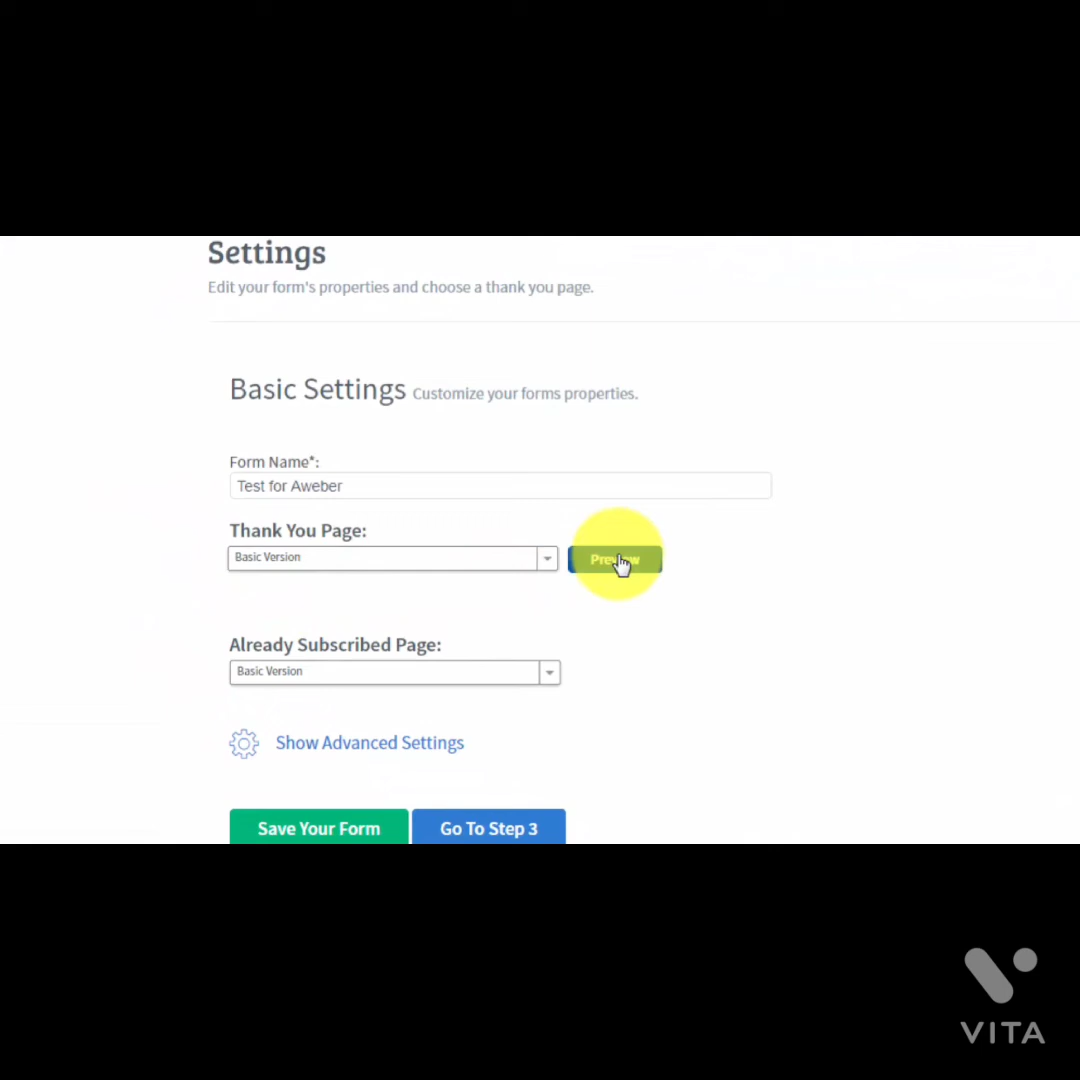 Settings
Edit your form's properties and choose a thank you page.
Basic Settings Customize your forms properties.
Form Name*:
Test for Aweber
Thank You Page:
Basic Version
Preview
Already Subscribed Page:
Basic Version
Show Advanced Settings
Save Your Form Go To Step 3
VITA